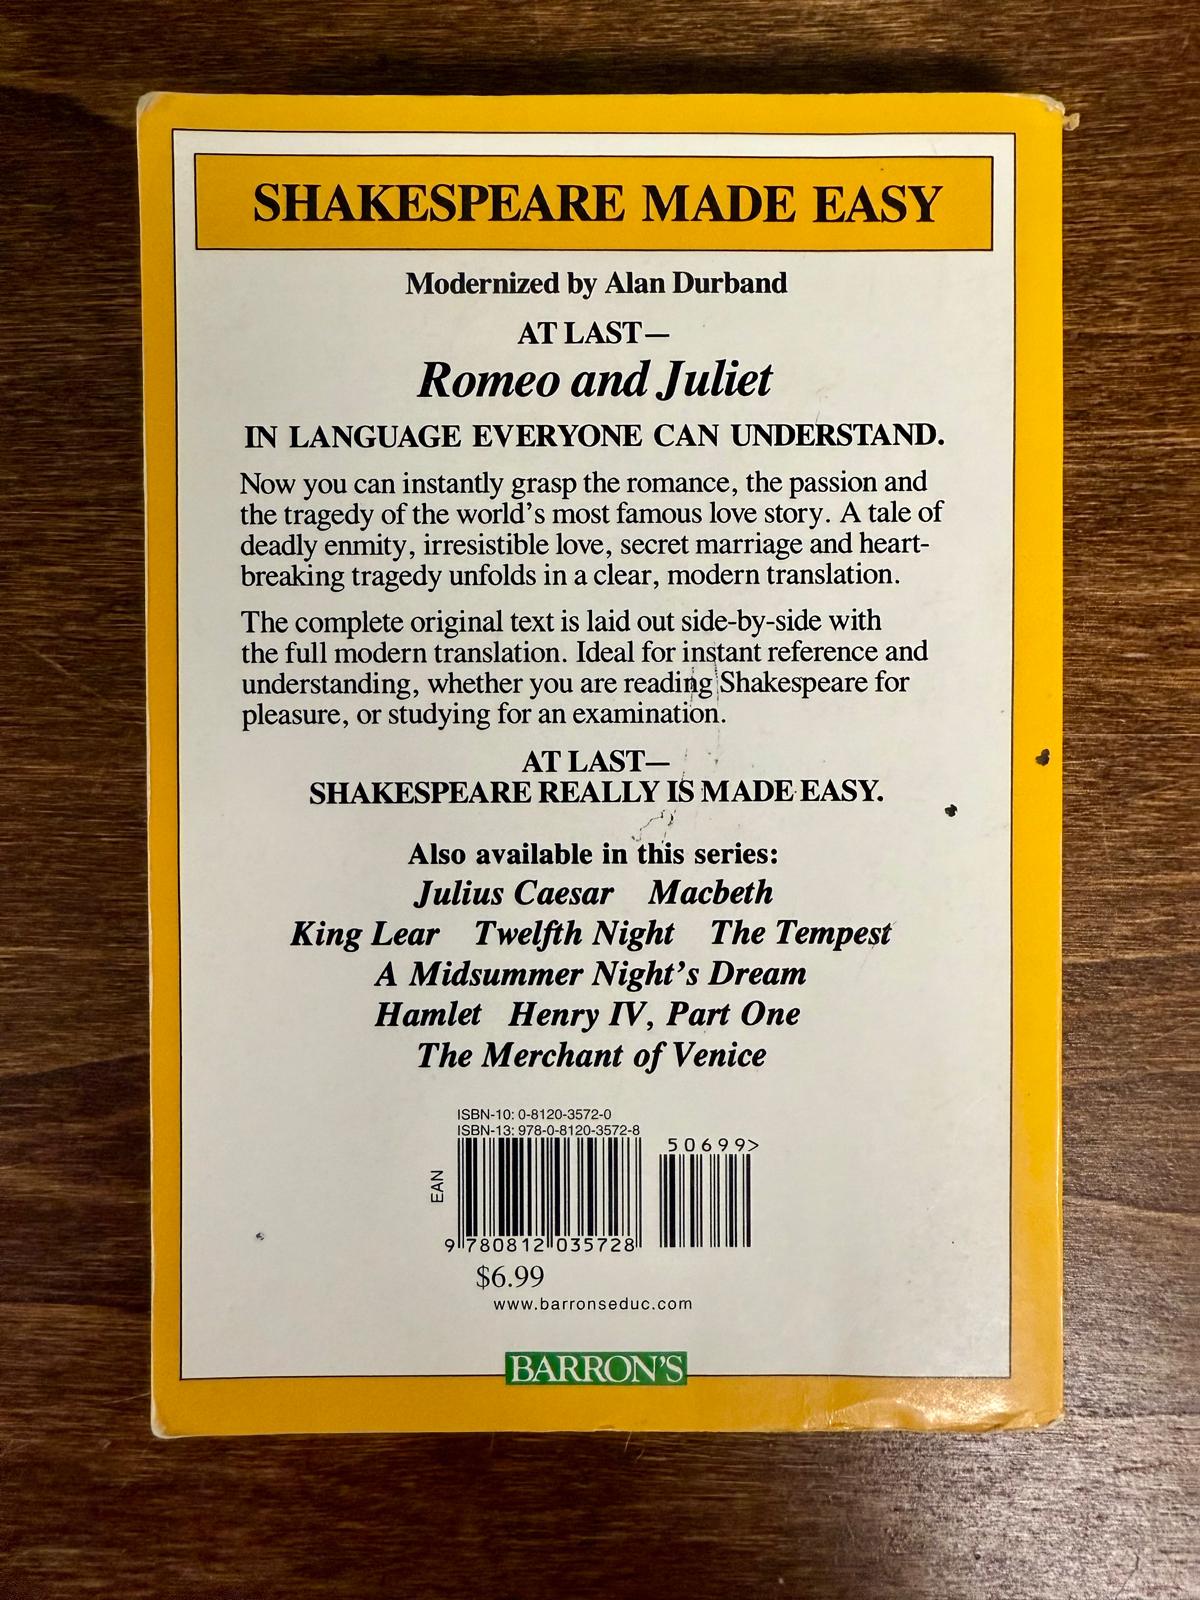 SHAKESPEARE MADE EASY
Modernized by Alan Durband
AT LAST—
Romeo and Juliet
IN LANGUAGE EVERYONE CAN UNDERSTAND.
Now you can instantly grasp the romance, the passion and
the tragedy of the world's most famous love story. A tale of
deadly enmity, irresistible love, secret marriage and heart-
breaking tragedy unfolds in a clear, modern translation.
The complete original text is laid out side-by-side with
the full modern translation. Ideal for instant reference and
understanding, whether you are reading Shakespeare for
pleasure, or studying for an examination.
AT LAST—
SHAKESPEARE REALLY IS MADE EASY.
Also available in this series:
Julius Caesar Macbeth
King Lear Twelfth Night The Tempest
A Midsummer Night's Dream
Hamlet Henry IV, Part One
The Merchant of Venice
ISBN-10: 0-8120-3572-0
ISBN-13: 978-0-8120-3572-8
50699>
EAN
9 780812 035728
$6.99
www.barronseduc.com
BARRON'S